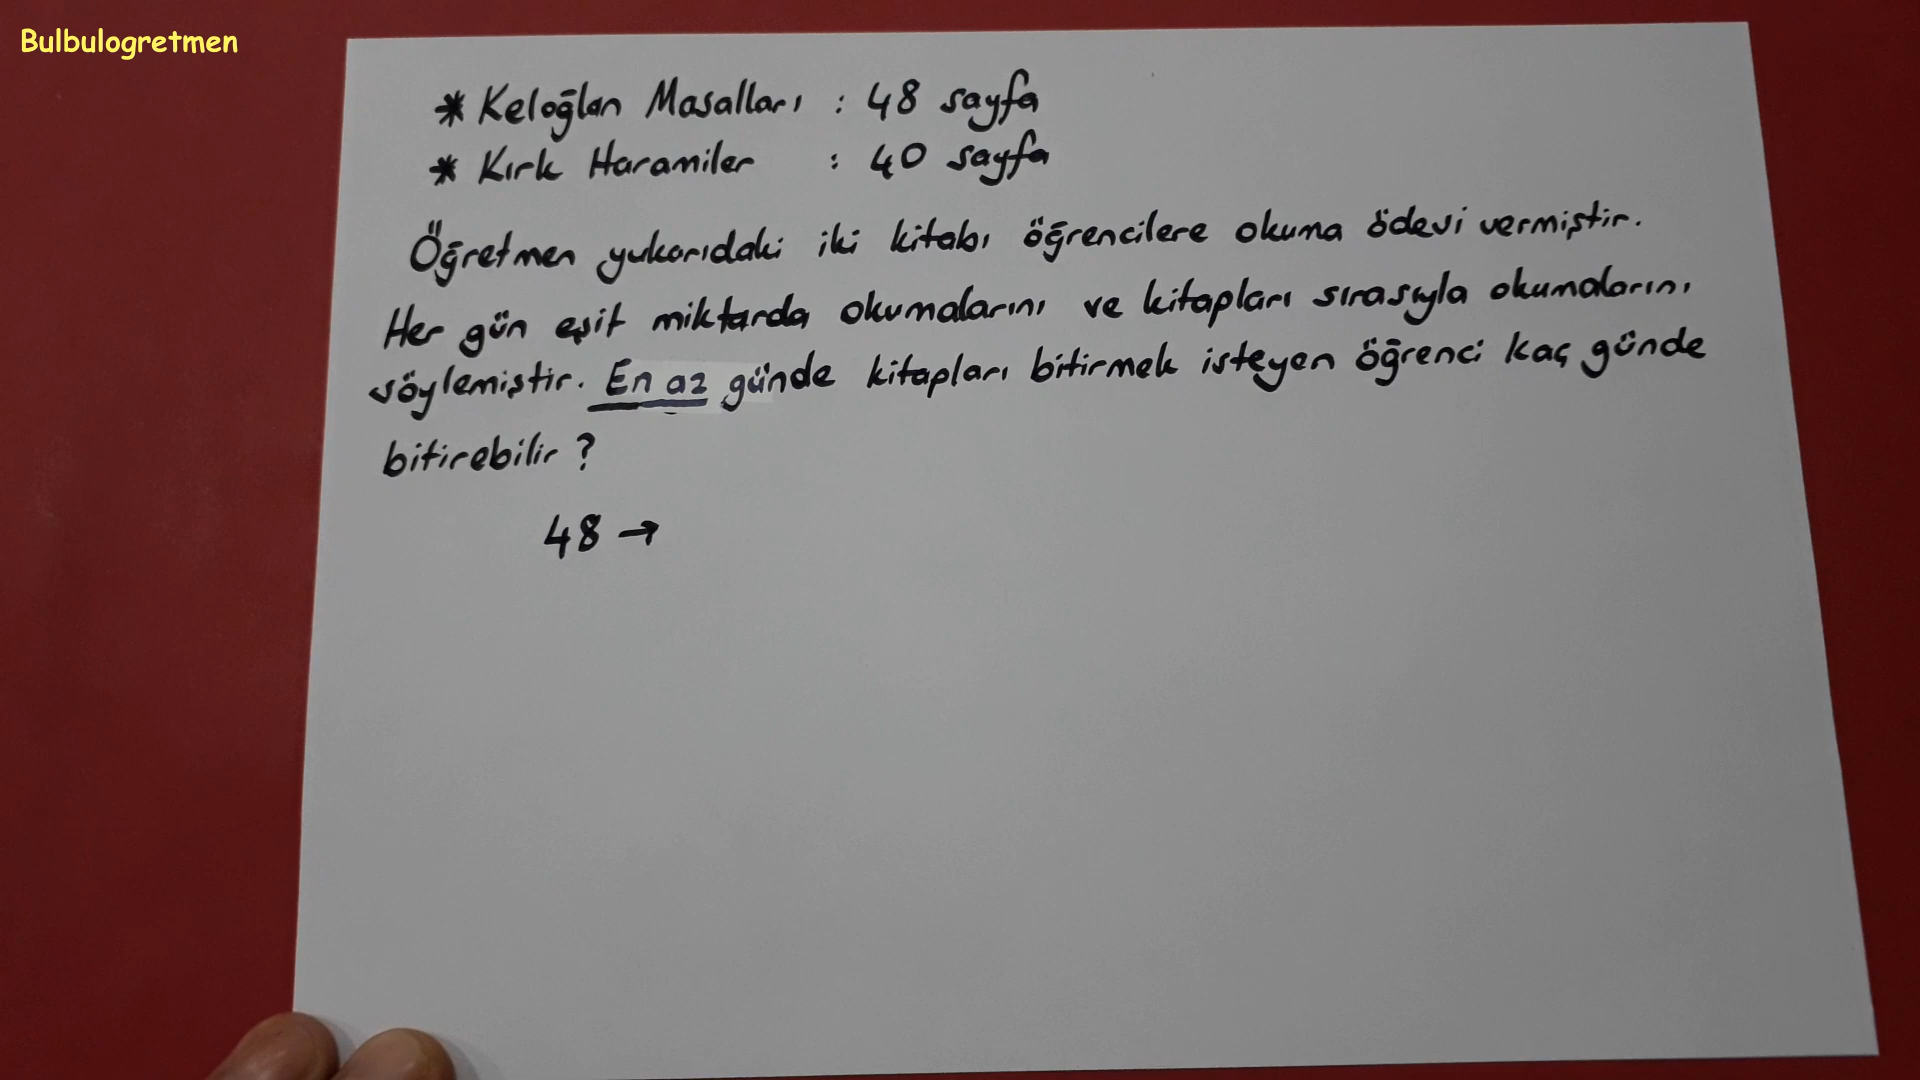 Bulbulogretmen
* Keloğlan Masalları : 48 sayfa
* Kırk Haramiler : 40 sayfa
Öğretmen yukarıdaki iki kitabı öğrencilere okuma ödevi vermiştir.
Her gün eşit miktarda okumalarını ve kitapları sırasıyla okumalarını
söylemiştir. En az günde kitapları bitirmek isteyen öğrenci kaç günde
bitirebilir?
48 →